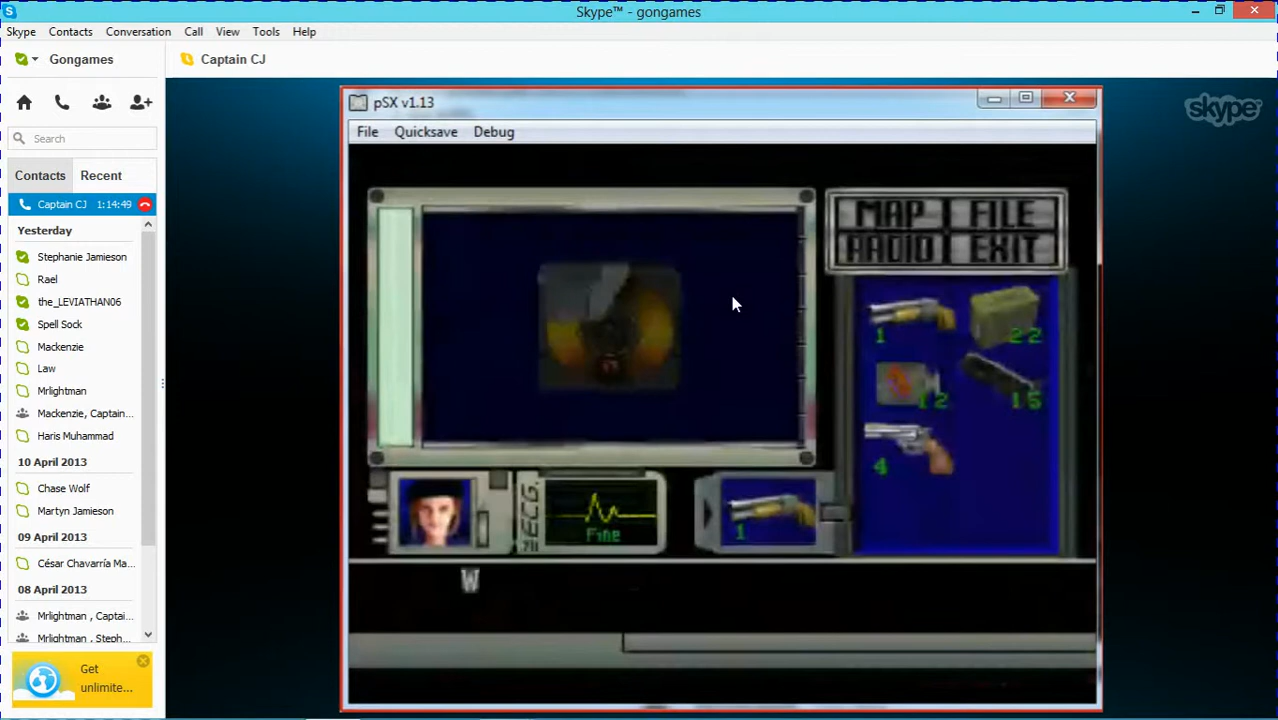 Skype™ - gongames
Skype Contacts Conversation Call View Tools Help
Gongames
Captain CJ
Search
Contacts Recent
Captain CJ 1:14:49
Yesterday
Stephanie Jamieson
Rael
the_LEVIATHAN06
Spell Sock
Mackenzie
Law
Mrlightman
Mackenzie, Captain...
Haris Muhammad
10 April 2013
Chase Wolf
Martyn Jamieson
09 April 2013
César Chavarría Ma...
08 April 2013
Mrlightman , Captai...
Mrlightman , Steph...
Get
unlimite...
skype
pSX v1.13
File Quicksave Debug
MAP FILE
RADIO EXIT
1 22
12 15
4
ECG.
Fine
1
W